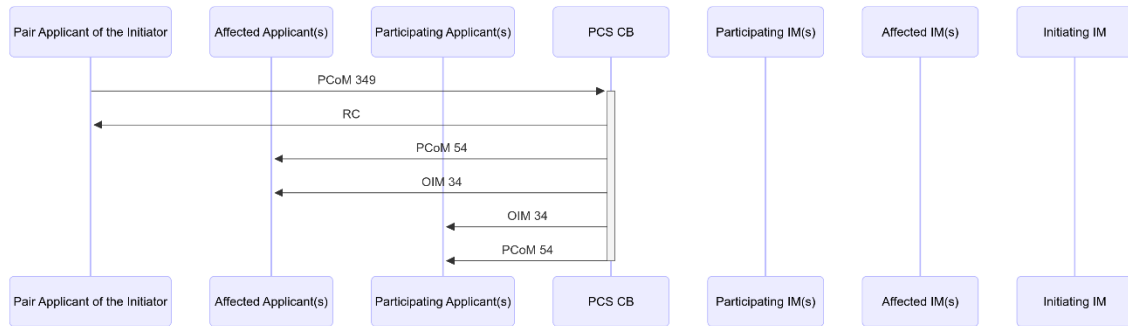 Pair Applicant of the Initiator
Affected Applicant(s)
Participating Applicant(s)
PCS CB
Participating IM(s)
Affected IM(s)
Initiating IM
PCoM 349
RC
PCoM 54
OIM 34
OIM 34
PCoM 54
Pair Applicant of the Initiator
Affected Applicant(s)
Participating Applicant(s)
PCS CB
Participating IM(s)
Affected IM(s)
Initiating IM